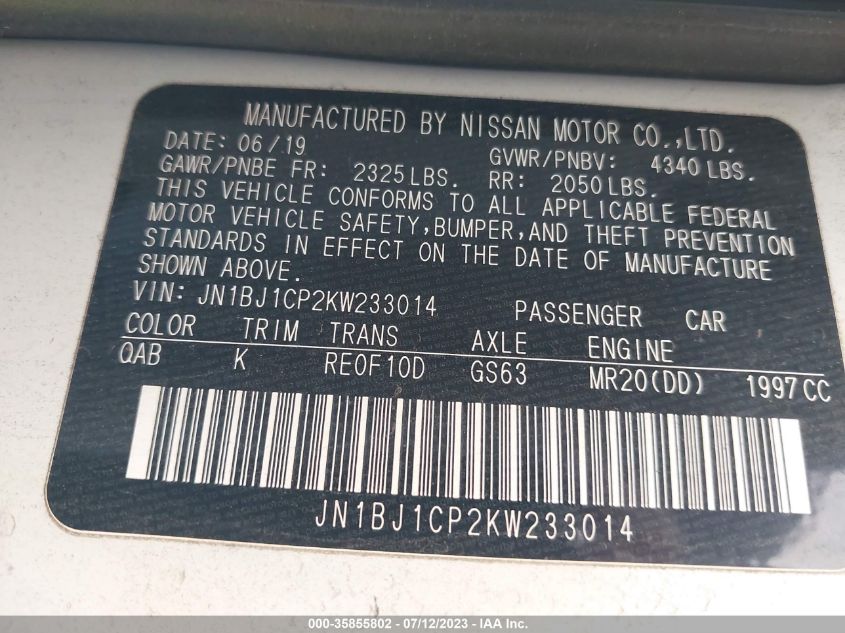 MANUFACTURED BY NISSAN MOTOR CO.,LTD.
DATE: 06/19 GVWR/PNBV: 4340 LBS.
GAWR/PNBE FR: 2325 LBS. RR: 2050 LBS.
THIS VEHICLE CONFORMS TO ALL APPLICABLE FEDERAL
MOTOR VEHICLE SAFETY,BUMPER,AND THEFT PREVENTION
STANDARDS IN EFFECT ON THE DATE OF MANUFACTURE
SHOWN ABOVE.
VIN: JN1BJ1CP2KW233014 PASSENGER CAR
COLOR TRIM TRANS AXLE ENGINE
QAB K RE0F10D GS63 MR20(DD) 1997CC
JN1BJ1CP2KW233014
000-35855802 - 07/12/2023 - IAA Inc.